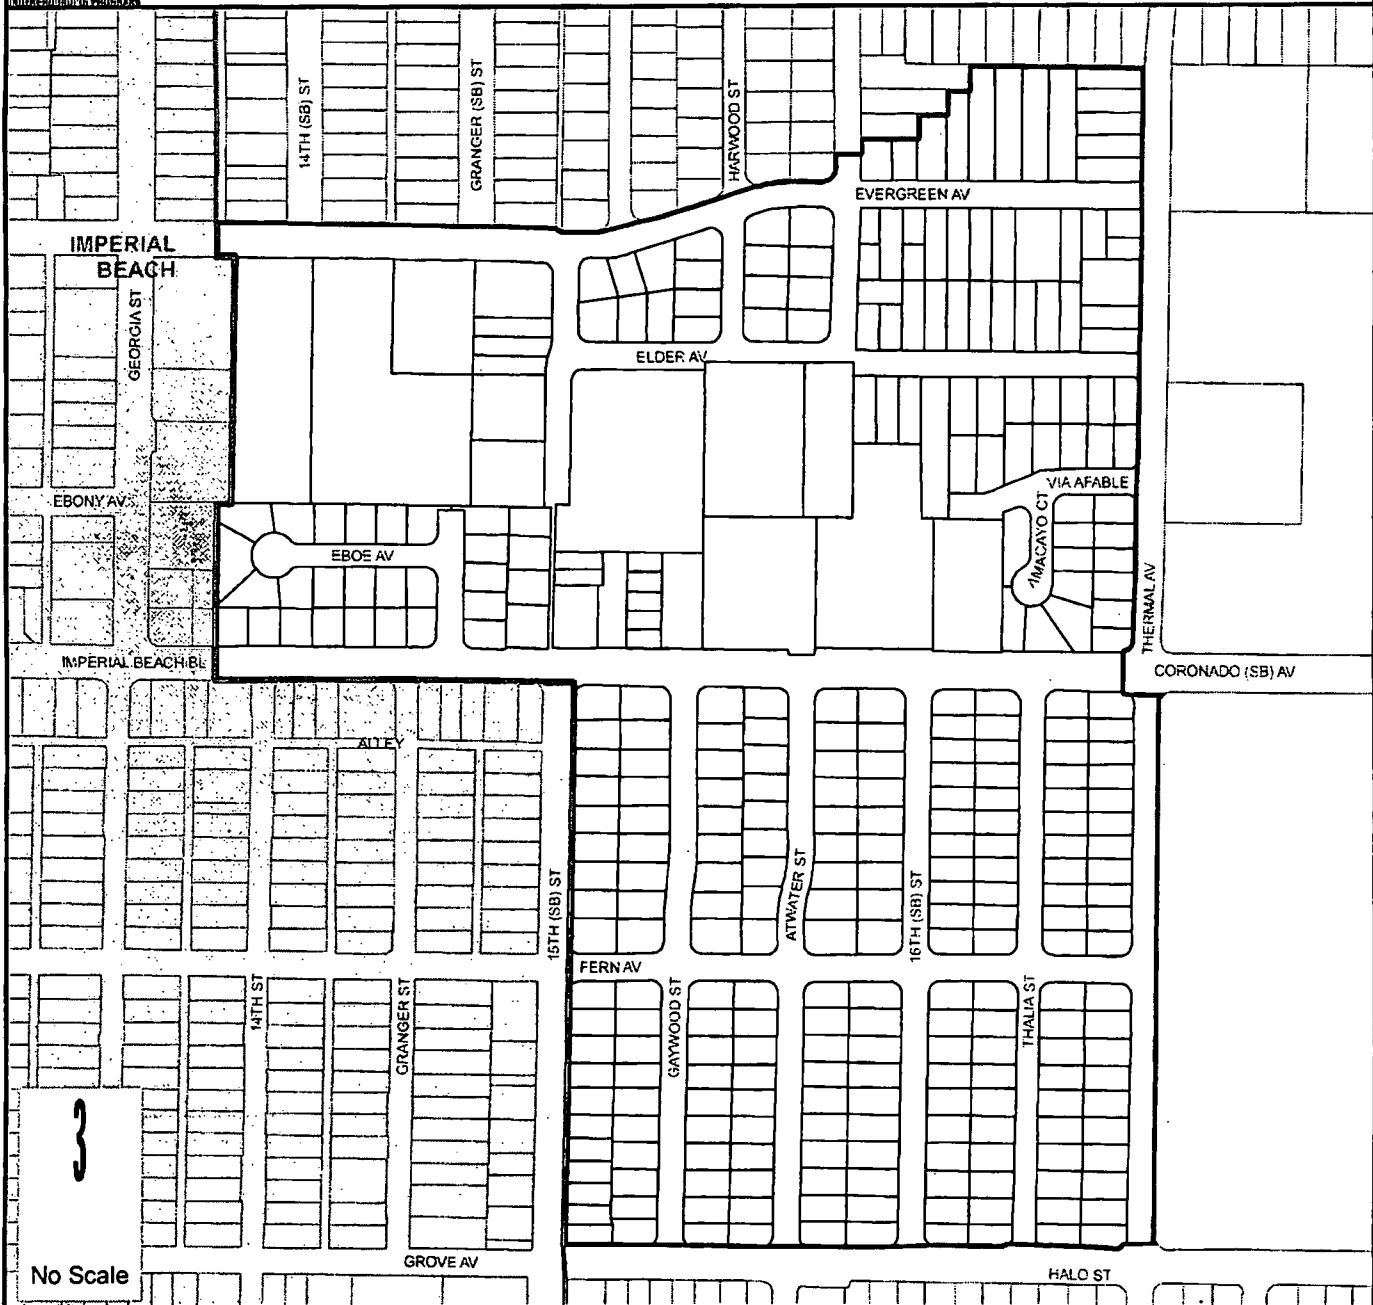 UNDERGROUNDING PROGRAM
14TH (SB) ST
GRANGER (SB) ST
HARWOOD ST
EVERGREEN AV
IMPERIAL
BEACH
GEORGIA ST
ELDER AV
EBONY AV
VIA AFABLE
AMACAYO CT
EBOE AV
THERMAL AV
IMPERIAL BEACH BL
CORONADO (SB) AV
ALLEY
15TH (SB) ST
ATWATER ST
16TH (SB) ST
FERN AV
14TH ST
GRANGER ST
GAYWOOD ST
THALIA ST
3
No Scale
GROVE AV
HALO ST